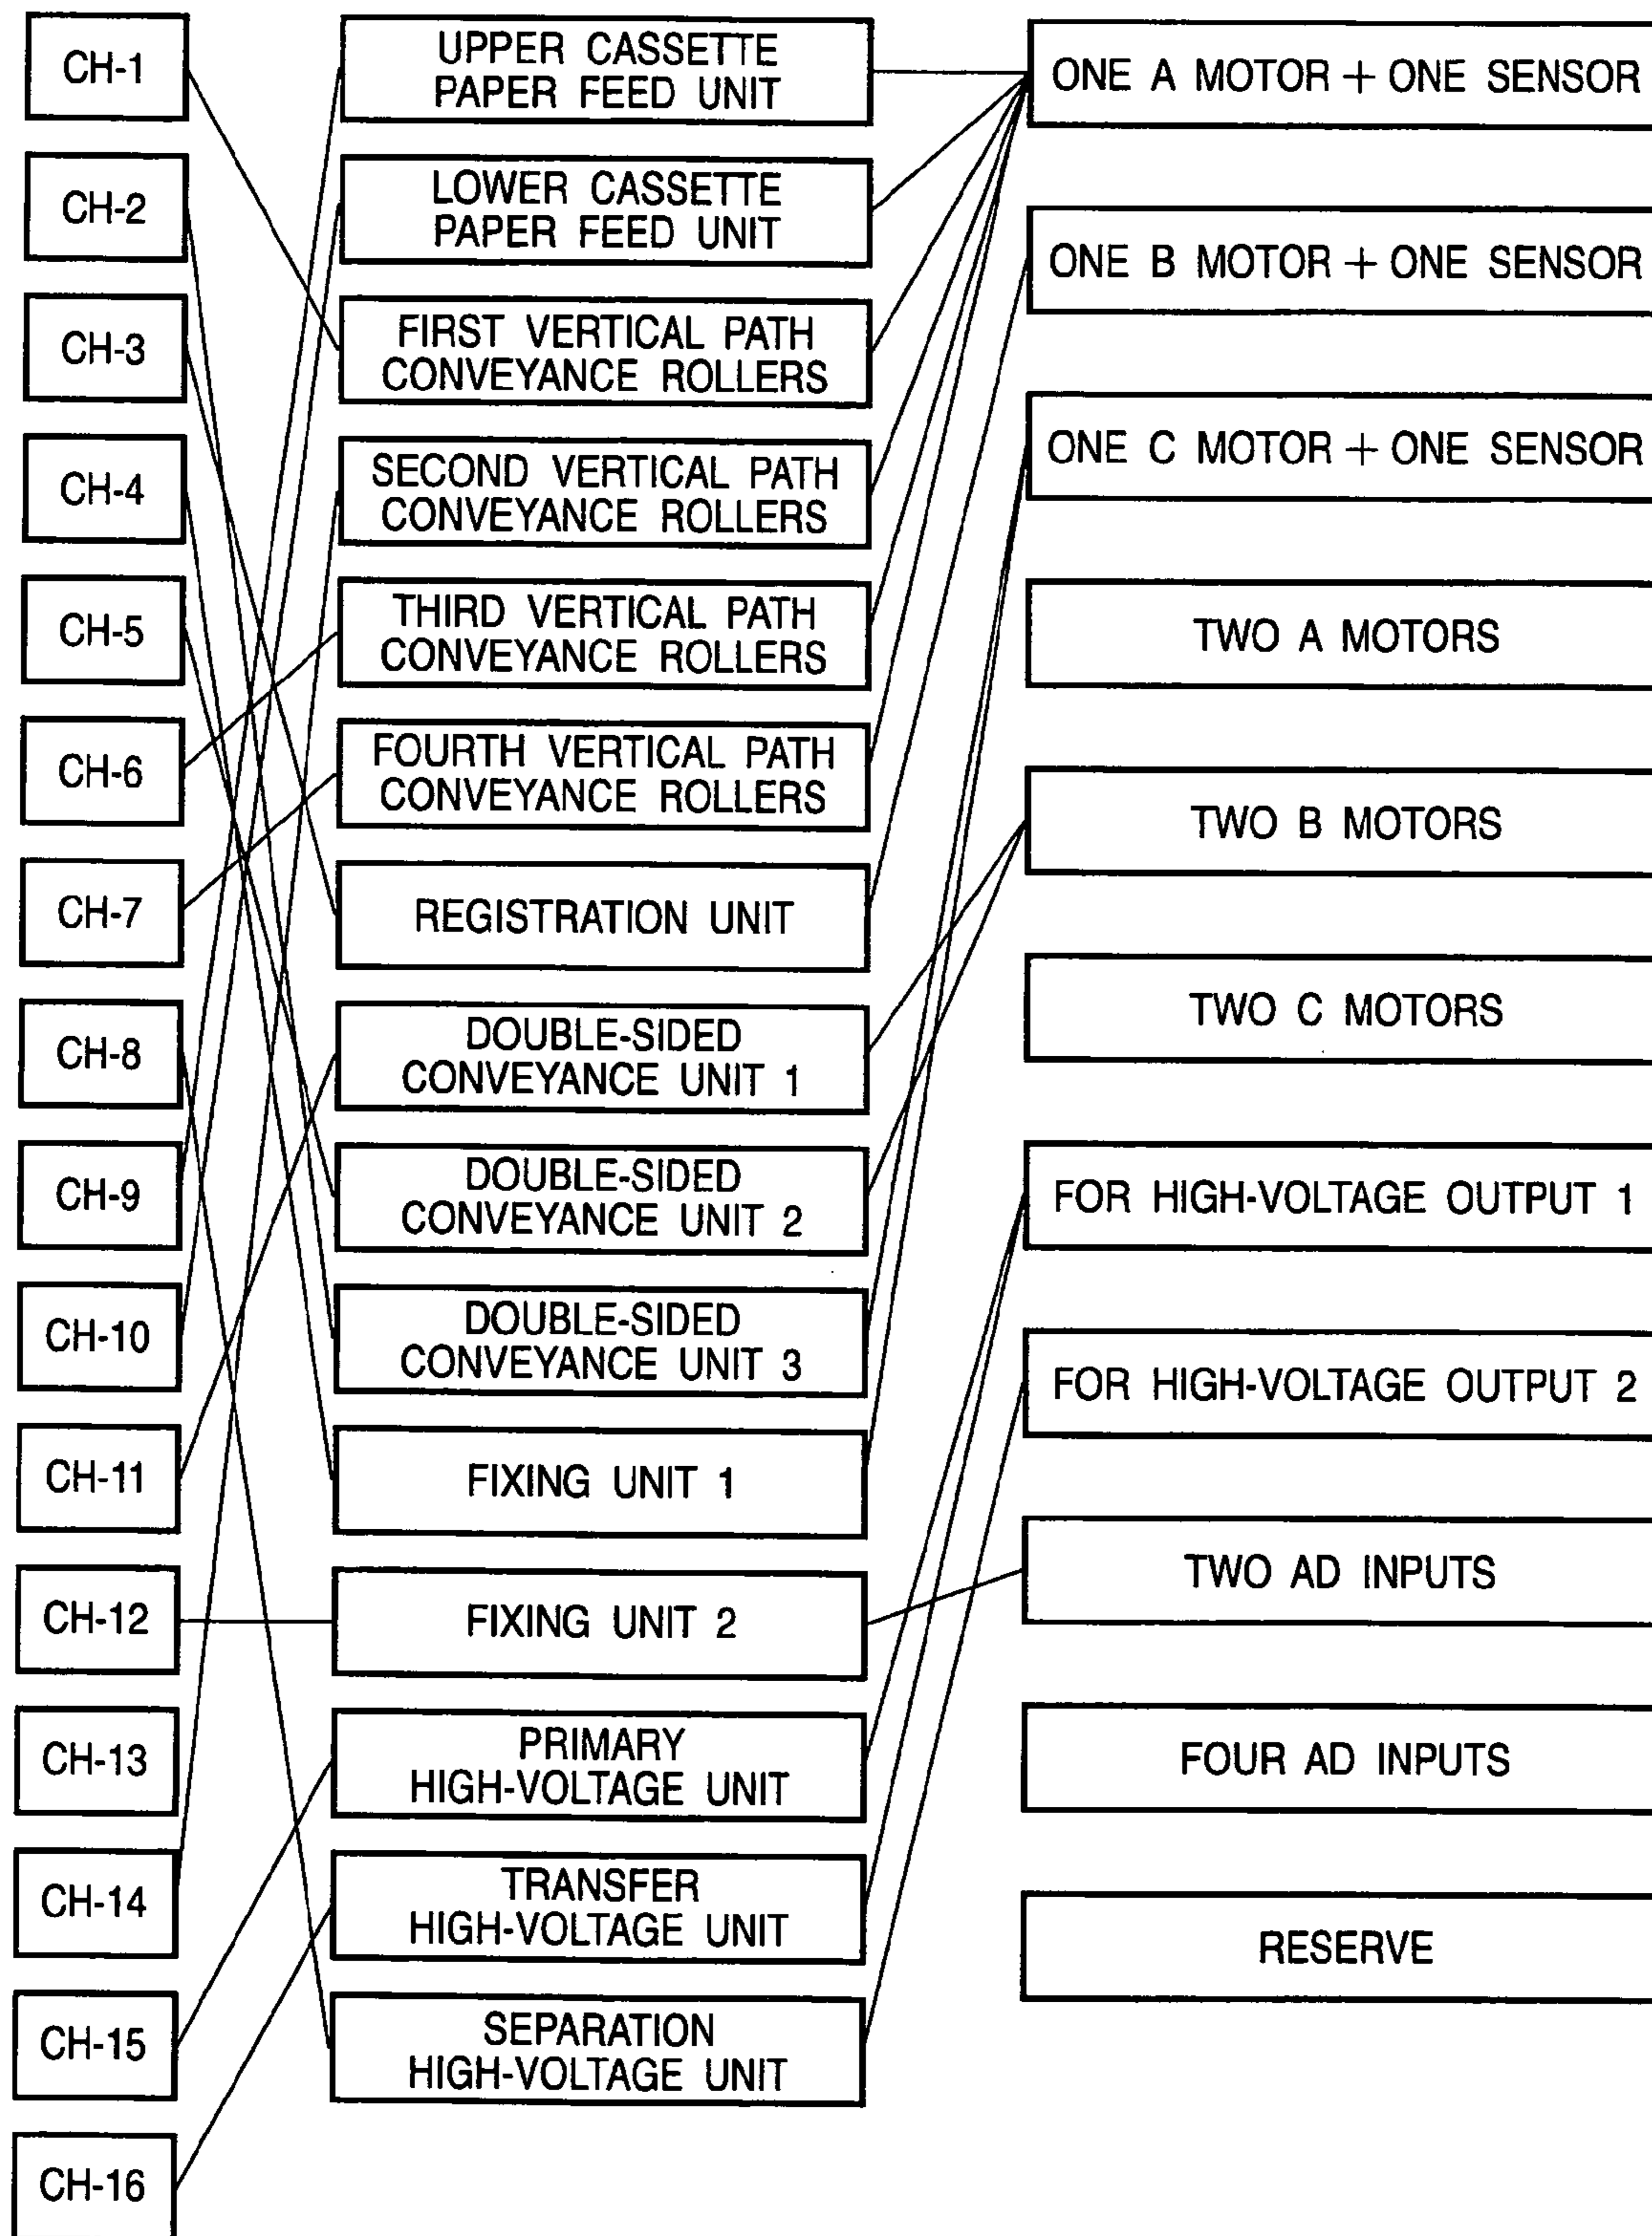 CH-1
CH-2
CH-3
CH-4
CH-5
CH-6
CH-7
CH-8
CH-9
CH-10
CH-11
CH-12
CH-13
CH-14
CH-15
CH-16
UPPER CASSETTE
PAPER FEED UNIT
LOWER CASSETTE
PAPER FEED UNIT
FIRST VERTICAL PATH
CONVEYANCE ROLLERS
SECOND VERTICAL PATH
CONVEYANCE ROLLERS
THIRD VERTICAL PATH
CONVEYANCE ROLLERS
FOURTH VERTICAL PATH
CONVEYANCE ROLLERS
REGISTRATION UNIT
DOUBLE-SIDED
CONVEYANCE UNIT 1
DOUBLE-SIDED
CONVEYANCE UNIT 2
DOUBLE-SIDED
CONVEYANCE UNIT 3
FIXING UNIT 1
FIXING UNIT 2
PRIMARY
HIGH-VOLTAGE UNIT
TRANSFER
HIGH-VOLTAGE UNIT
SEPARATION
HIGH-VOLTAGE UNIT
ONE A MOTOR + ONE SENSOR
ONE B MOTOR + ONE SENSOR
ONE C MOTOR + ONE SENSOR
TWO A MOTORS
TWO B MOTORS
TWO C MOTORS
FOR HIGH-VOLTAGE OUTPUT 1
FOR HIGH-VOLTAGE OUTPUT 2
TWO AD INPUTS
FOUR AD INPUTS
RESERVE